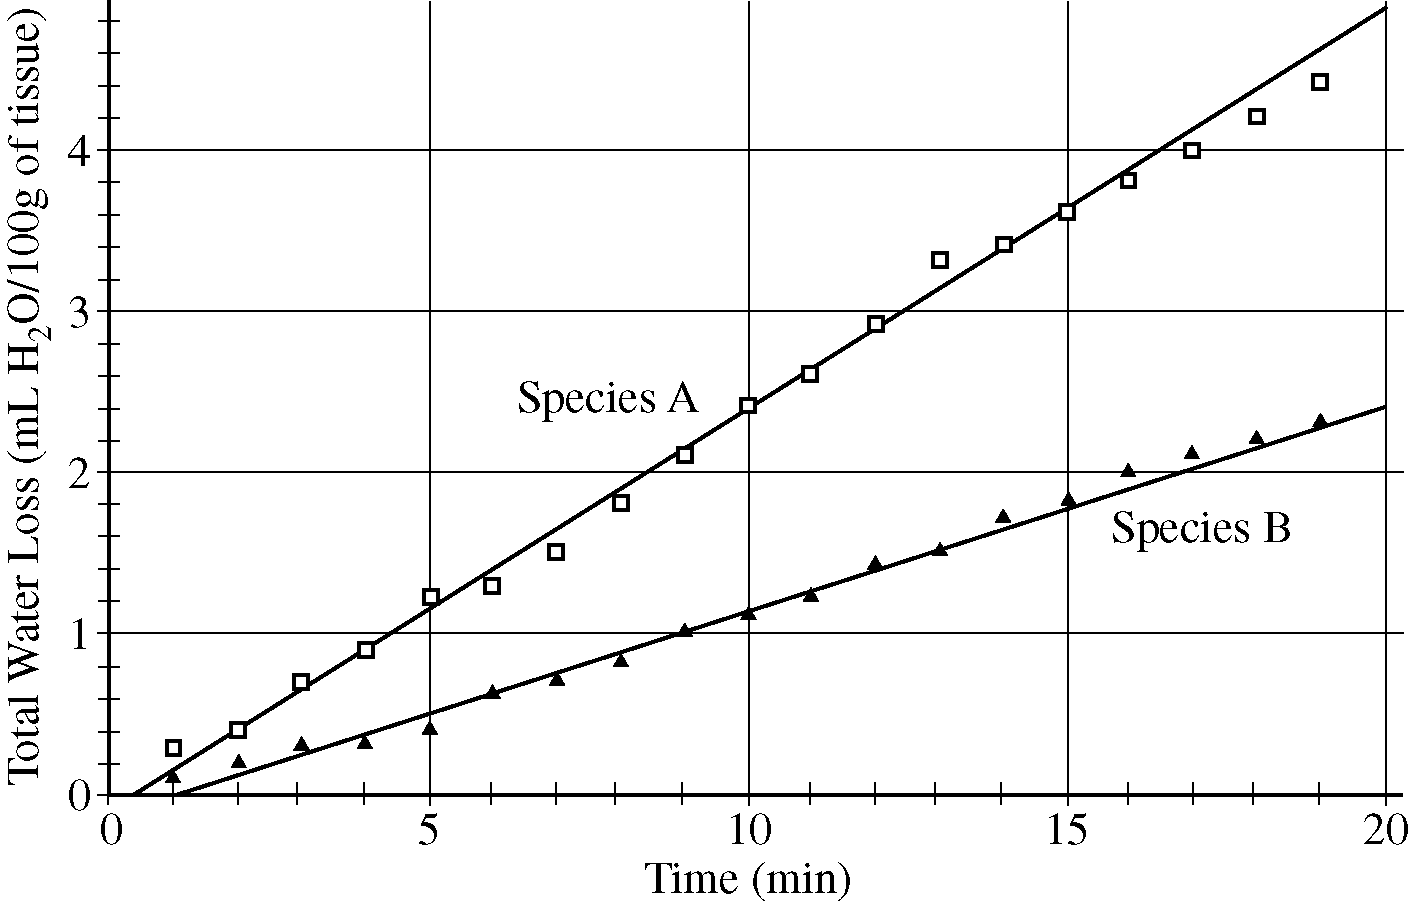 Total Water Loss (mL H₂O/100g of tissue)
4
3
2
1
0
Species A
Species B
0 5 10 15 20
Time (min)